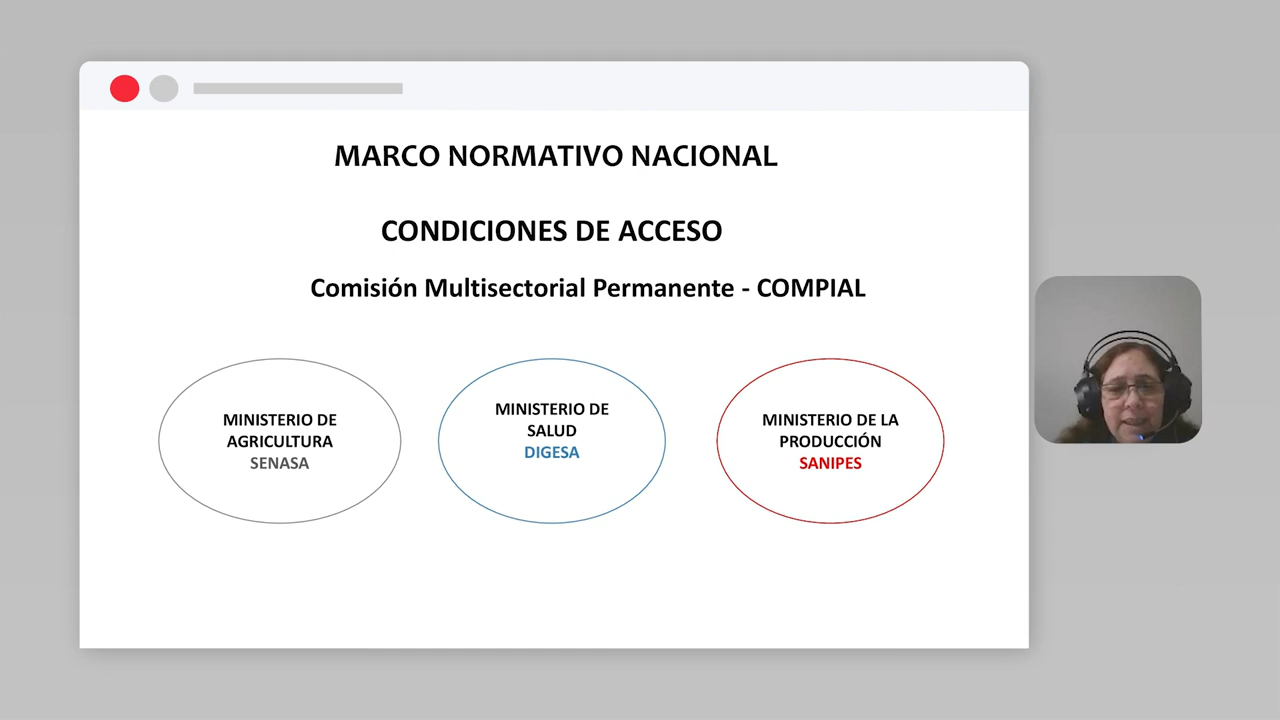 MARCO NORMATIVO NACIONAL
CONDICIONES DE ACCESO
Comisión Multisectorial Permanente - COMPIAL
MINISTERIO DE
AGRICULTURA
SENASA
MINISTERIO DE
SALUD
DIGESA
MINISTERIO DE LA
PRODUCCIÓN
SANIPES